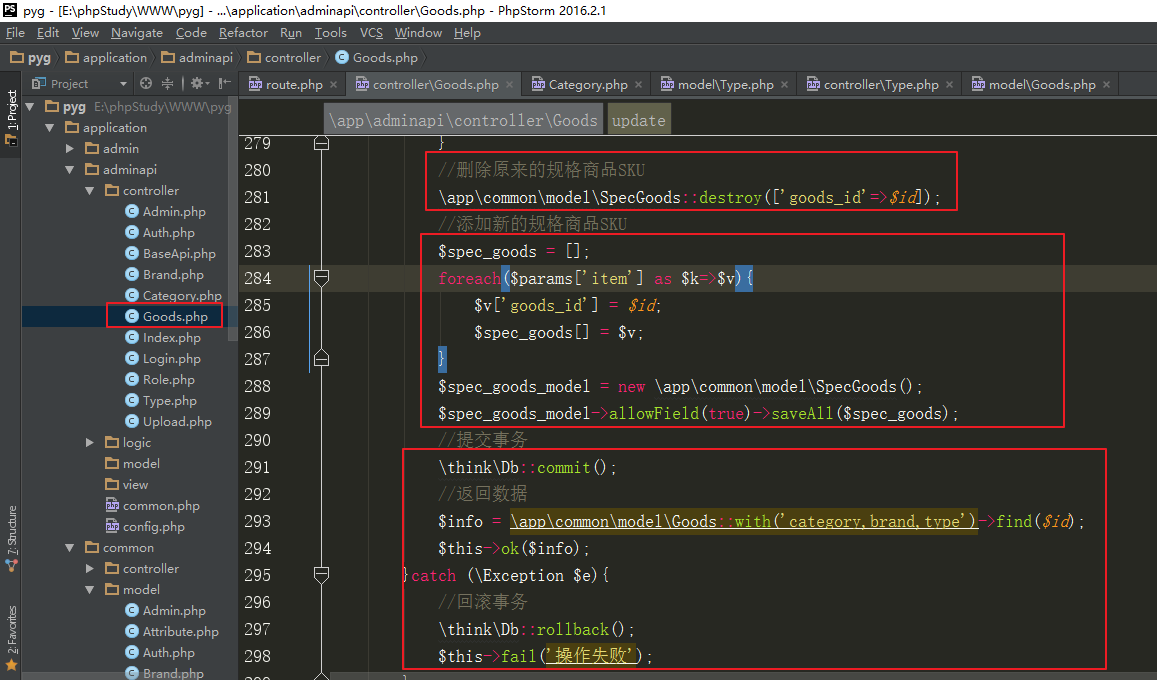 pyg - [E:\phpStudy\WWW\pyg] - ...\application\adminapi\controller\Goods.php - PhpStorm 2016.2.1
File Edit View Navigate Code Refactor Run Tools VCS Window Help
pyg application adminapi controller Goods.php
Project
route.php controller\Goods.php Category.php model\Type.php controller\Type.php model\Goods.php
1: Project
7: Structure
2: Favorites
pyg E:\phpStudy\WWW\pyg
application
admin
adminapi
controller
Admin.php
Auth.php
BaseApi.php
Brand.php
Category.php
Goods.php
Index.php
Login.php
Role.php
Type.php
Upload.php
logic
model
view
common.php
config.php
common
controller
model
Admin.php
Attribute.php
Auth.php
Brand.php
\app\adminapi\controller\Goods update
279 }
280 //删除原来的规格商品SKU
281 \app\common\model\SpecGoods::destroy(['goods_id'=>$id]);
282 //添加新的规格商品SKU
283 $spec_goods = [];
284 foreach($params['item'] as $k=>$v){
285 $v['goods_id'] = $id;
286 $spec_goods[] = $v;
287 }
288 $spec_goods_model = new \app\common\model\SpecGoods();
289 $spec_goods_model->allowField(true)->saveAll($spec_goods);
290 //提交事务
291 \think\Db::commit();
292 //返回数据
293 $info = \app\common\model\Goods::with('category,brand,type')->find($id);
294 $this->ok($info);
295 }catch (\Exception $e){
296 //回滚事务
297 \think\Db::rollback();
298 $this->fail('操作失败');